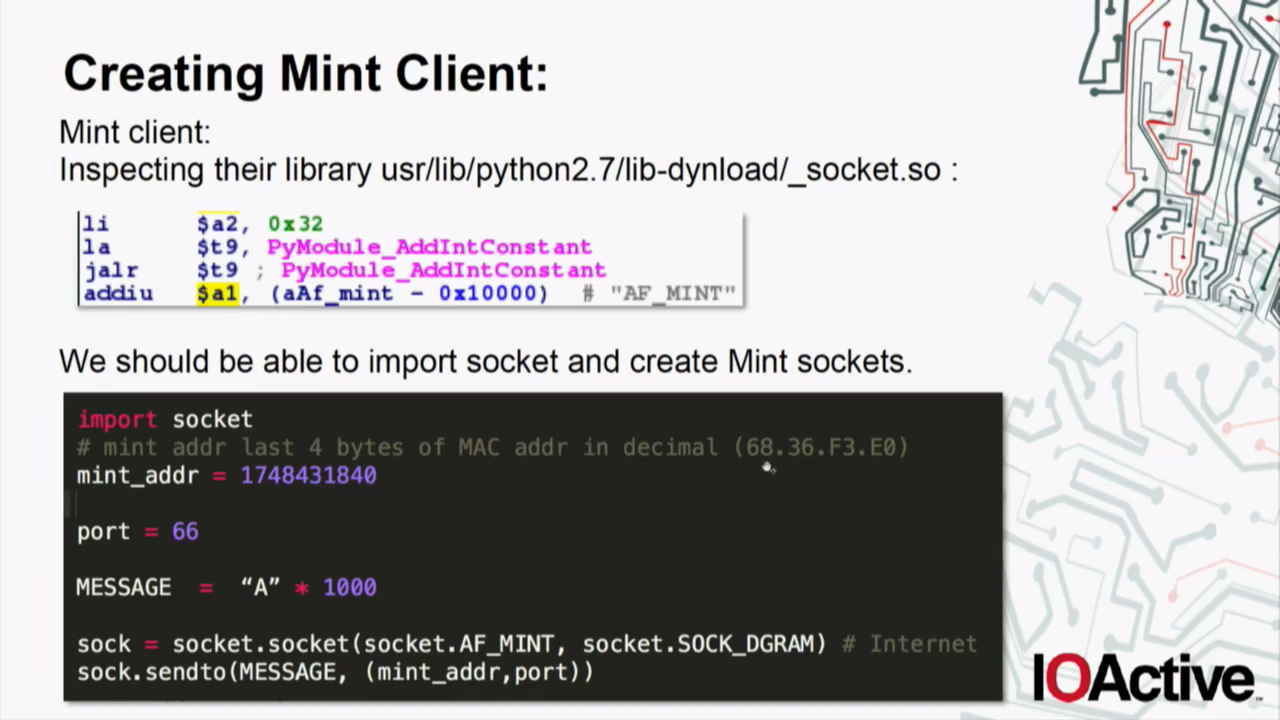 Creating Mint Client:
Mint client:
Inspecting their library usr/lib/python2.7/lib-dynload/_socket.so :
li $a2, 0x32
la $t9, PyModule_AddIntConstant
jalr $t9 ; PyModule_AddIntConstant
addiu $a1, (aAf_mint - 0x10000) # "AF_MINT"
We should be able to import socket and create Mint sockets.
import socket
# mint addr last 4 bytes of MAC addr in decimal (68.36.F3.E0)
mint_addr = 1748431840
port = 66
MESSAGE = “A” * 1000
sock = socket.socket(socket.AF_MINT, socket.SOCK_DGRAM) # Internet
sock.sendto(MESSAGE, (mint_addr,port))
IOActive™